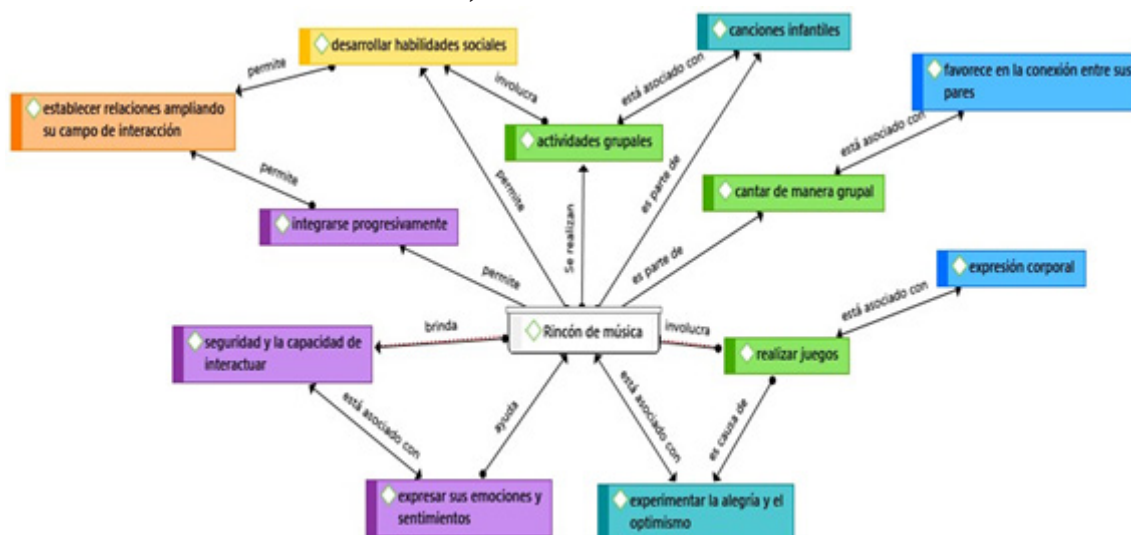 desarrollar habilidades sociales
canciones infantiles
permite
involucra
está asociado con
favorece en la conexión entre sus
pares
establecer relaciones ampliando
su campo de interacción
actividades grupales
está asociado con
permite
permite
Se realizan
es parte de
cantar de manera grupal
integrarse progresivamente
es parte de
permite
expresión corporal
está asociado con
brinda
Rincón de música
involucra
seguridad y la capacidad de
interactuar
realizar juegos
está asociado con
ayuda
está asociado con
es causa de
expresar sus emociones y
sentimientos
experimentar la alegría y el
optimismo